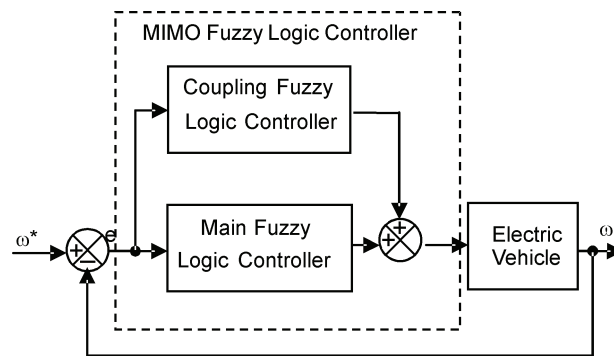 MIMO Fuzzy Logic Controller
Coupling Fuzzy
Logic Controller
ω*
+
−
e
Main Fuzzy
Logic Controller
+
+
Electric
Vehicle
ω